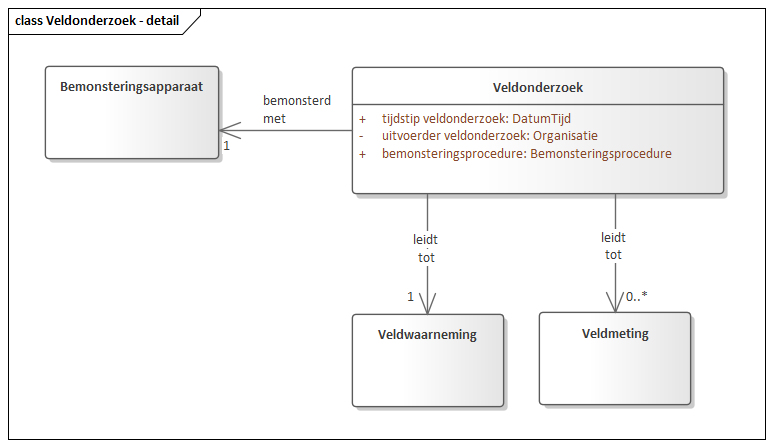 class Veldonderzoek - detail
Bemonsteringsapparaat
bemonsterd
met
1
Veldonderzoek
+ tijdstip veldonderzoek: DatumTijd
- uitvoerder veldonderzoek: Organisatie
+ bemonsteringsprocedure: Bemonsteringsprocedure
leidt
tot
1
leidt
tot
0..*
Veldwaarneming
Veldmeting